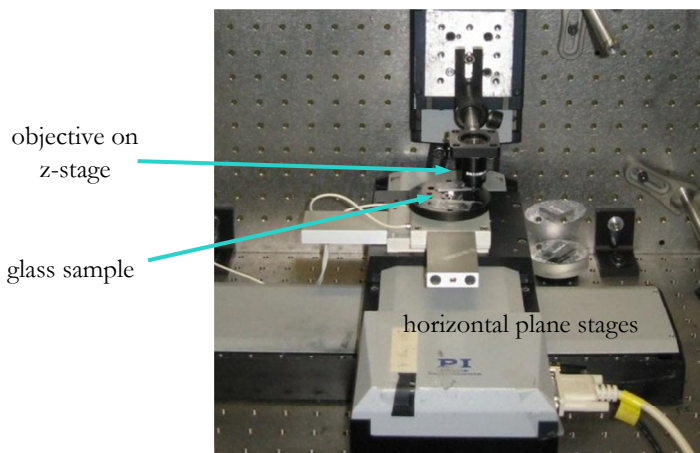 objective on
z-stage
glass sample
horizontal plane stages
PI